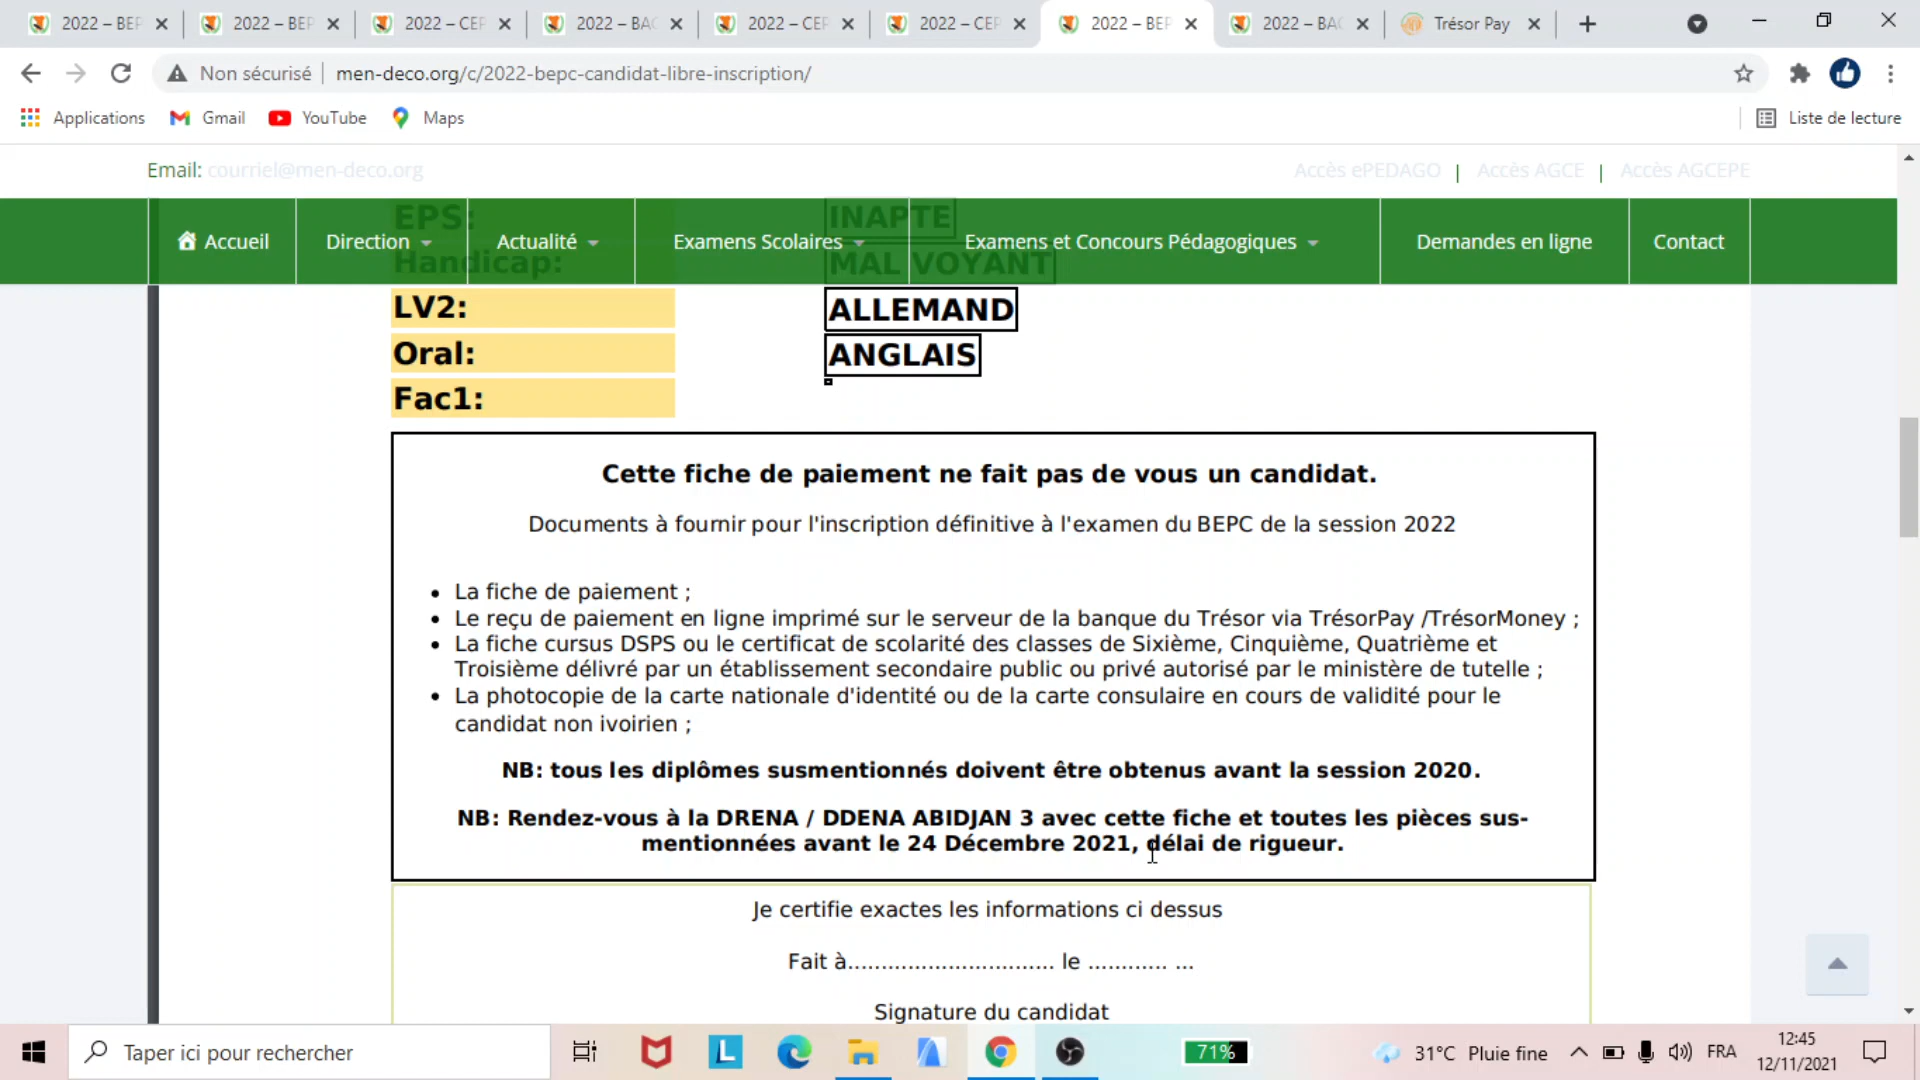 2022 – BEP
2022 – BEP
2022 – CEP
2022 – BAC
2022 – CEP
2022 – CEP
2022 – BEP
2022 – BAC
Trésor Pay
Non sécurisé
men-deco.org/c/2022-bepc-candidat-libre-inscription/
Applications
Gmail
YouTube
Maps
Liste de lecture
Email: courriel@men-deco.org
Accès ePEDAGO | Accès AGCE | Accès AGCEPE
EPS: INAPTE
Accueil
Direction
Actualité
Examens Scolaires
Examens et Concours Pédagogiques
Demandes en ligne
Contact
Handicap: MAL VOYANT
LV2: ALLEMAND
Oral: ANGLAIS
Fac1:
Cette fiche de paiement ne fait pas de vous un candidat.
Documents à fournir pour l'inscription définitive à l'examen du BEPC de la session 2022
• La fiche de paiement ;
• Le reçu de paiement en ligne imprimé sur le serveur de la banque du Trésor via TrésorPay /TrésorMoney ;
• La fiche cursus DSPS ou le certificat de scolarité des classes de Sixième, Cinquième, Quatrième et
Troisième délivré par un établissement secondaire public ou privé autorisé par le ministère de tutelle ;
• La photocopie de la carte nationale d'identité ou de la carte consulaire en cours de validité pour le
candidat non ivoirien ;
NB: tous les diplômes susmentionnés doivent être obtenus avant la session 2020.
NB: Rendez-vous à la DRENA / DDENA ABIDJAN 3 avec cette fiche et toutes les pièces sus-
mentionnées avant le 24 Décembre 2021, délai de rigueur.
Je certifie exactes les informations ci dessus
Fait à............................... le ............ ...
Signature du candidat
Taper ici pour rechercher
71%
31°C Pluie fine
FRA
12:45
12/11/2021